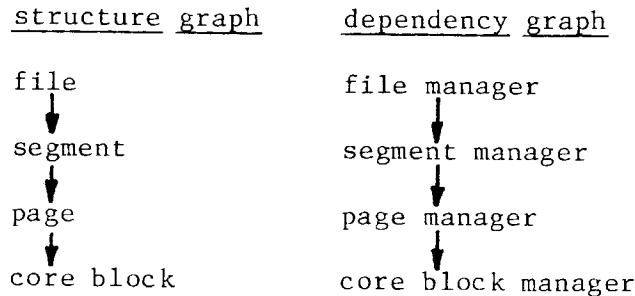 structure graph
file
segment
page
core block
dependency graph
file manager
segment manager
page manager
core block manager